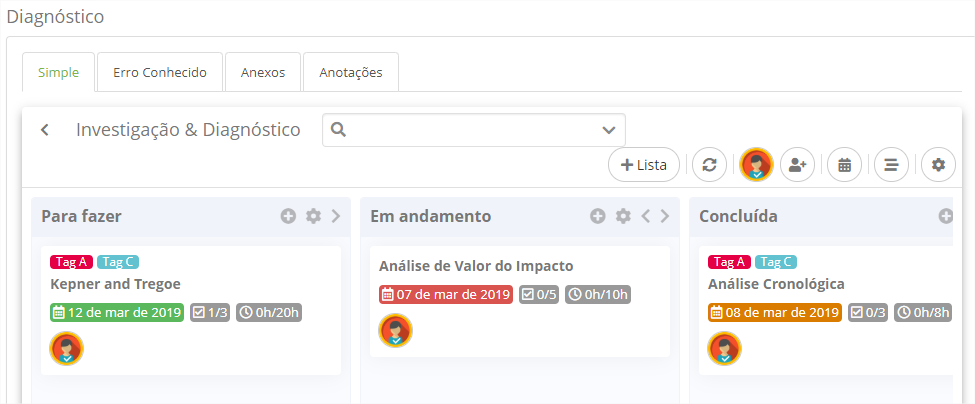 Diagnóstico
Simple
Erro Conhecido
Anexos
Anotações
Investigação & Diagnóstico
Lista
Para fazer
Tag A Tag C
Kepner and Tregoe
12 de mar de 2019 1/3 0h/20h
Em andamento
Análise de Valor do Impacto
07 de mar de 2019 0/5 0h/10h
Concluída
Tag A Tag C
Análise Cronológica
08 de mar de 2019 0/3 0h/8h